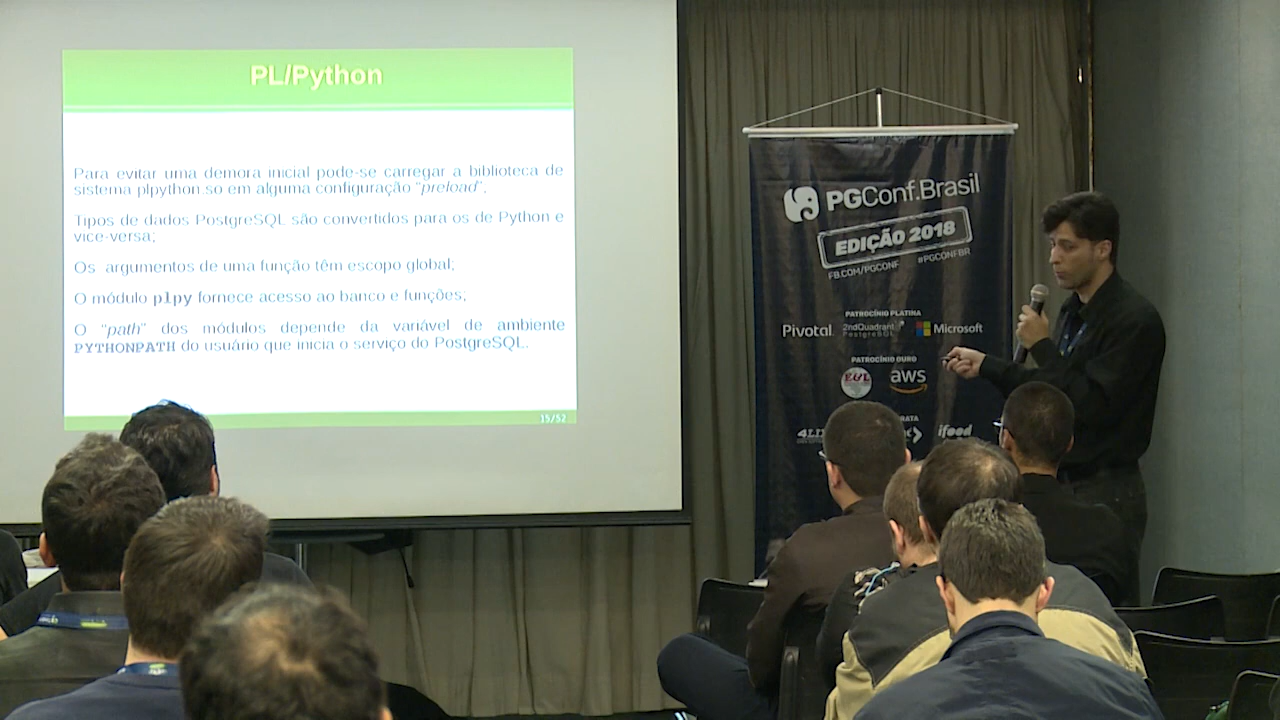 PL/Python
Para evitar uma demora inicial pode-se carregar a biblioteca de
sistema plpython.so em alguma configuração "preload";
Tipos de dados PostgreSQL são convertidos para os de Python e
vice-versa;
Os argumentos de uma função têm escopo global;
O módulo plpy fornece acesso ao banco e funções;
O "path" dos módulos depende da variável de ambiente
PYTHONPATH do usuário que inicia o serviço do PostgreSQL.
15/52
PGConf.Brasil
EDIÇÃO 2018
FB.COM/PGCONF #PGCONFBR
PATROCÍNIO PLATINA
Pivotal. 2ndQuadrant PostgreSQL Microsoft
PATROCÍNIO OURO
aws
ifood